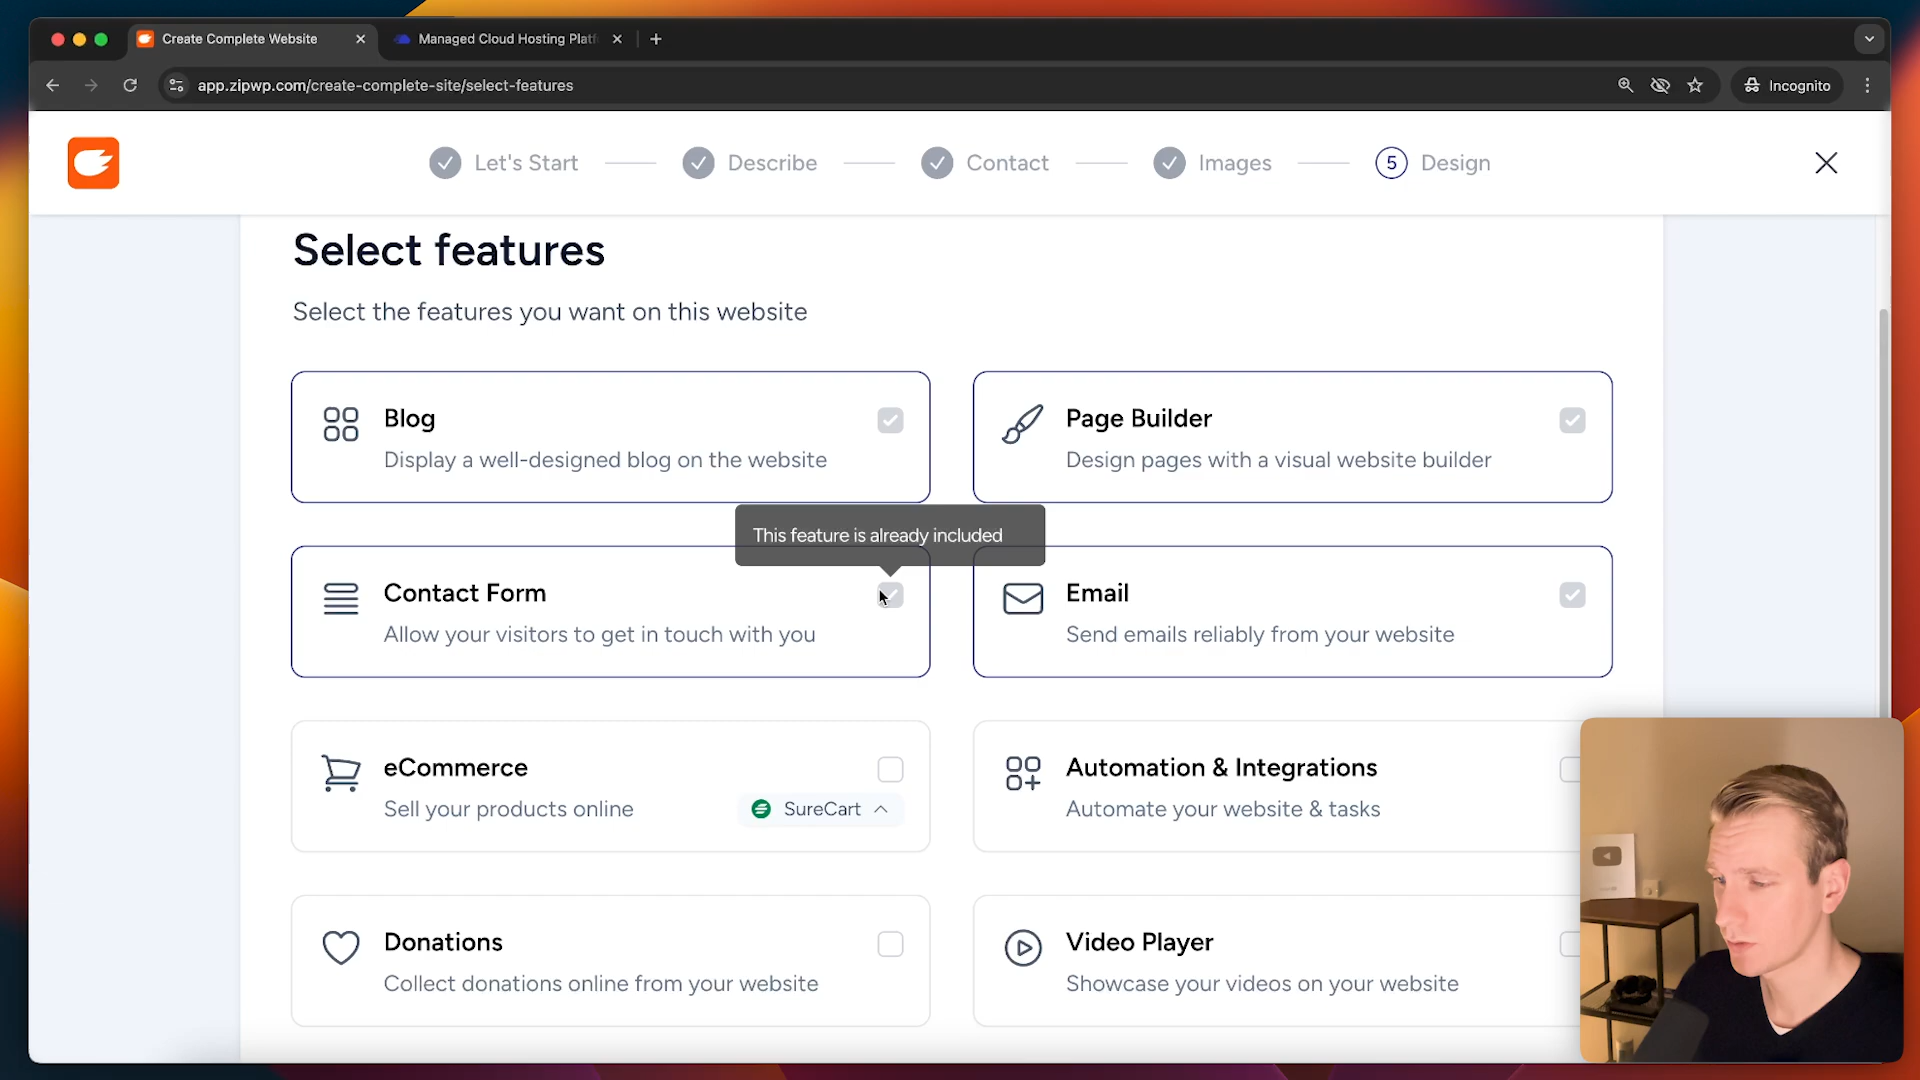 Create Complete Website
Managed Cloud Hosting Platf
app.zipwp.com/create-complete-site/select-features
Incognito
Let's Start
Describe
Contact
Images
5 Design
Select features
Select the features you want on this website
Blog
Display a well-designed blog on the website
Page Builder
Design pages with a visual website builder
This feature is already included
Contact Form
Allow your visitors to get in touch with you
Email
Send emails reliably from your website
eCommerce
Sell your products online
SureCart
Automation & Integrations
Automate your website & tasks
Donations
Collect donations online from your website
Video Player
Showcase your videos on your website